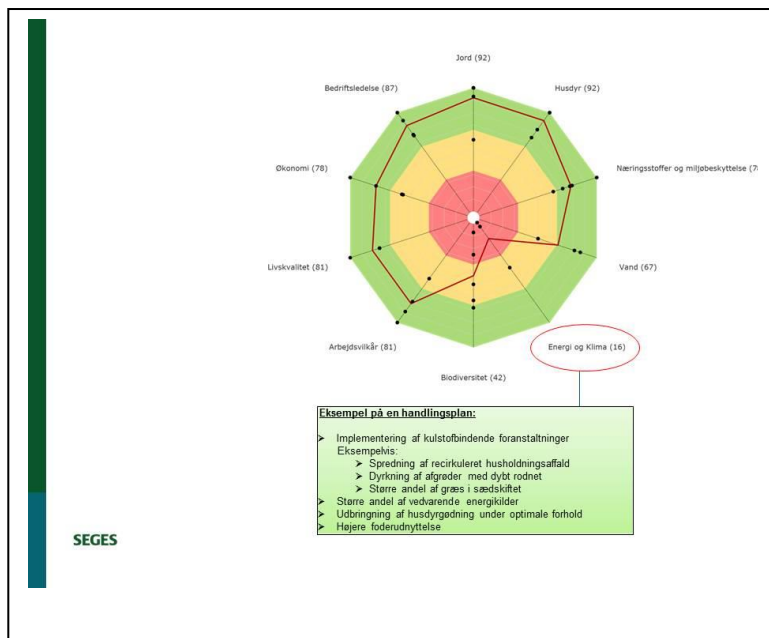 Jord (92)
Bedriftsledelse (87)
Husdyr (92)
Økonomi (78)
Næringsstoffer og miljøbeskyttelse (7
Livskvalitet (81)
Vand (67)
Arbejdsvilkår (81)
Energi og Klima (16)
Biodiversitet (42)
Eksempel på en handlingsplan:
➢ Implementering af kulstofbindende foranstaltninger
Eksempelvis:
➢ Spredning af recirkuleret husholdningsaffald
➢ Dyrkning af afgrøder med dybt rodnet
➢ Større andel af græs i sædskiftet
➢ Større andel af vedvarende energikilder
➢ Udbringning af husdyrgødning under optimale forhold
➢ Højere foderudnyttelse
SEGES